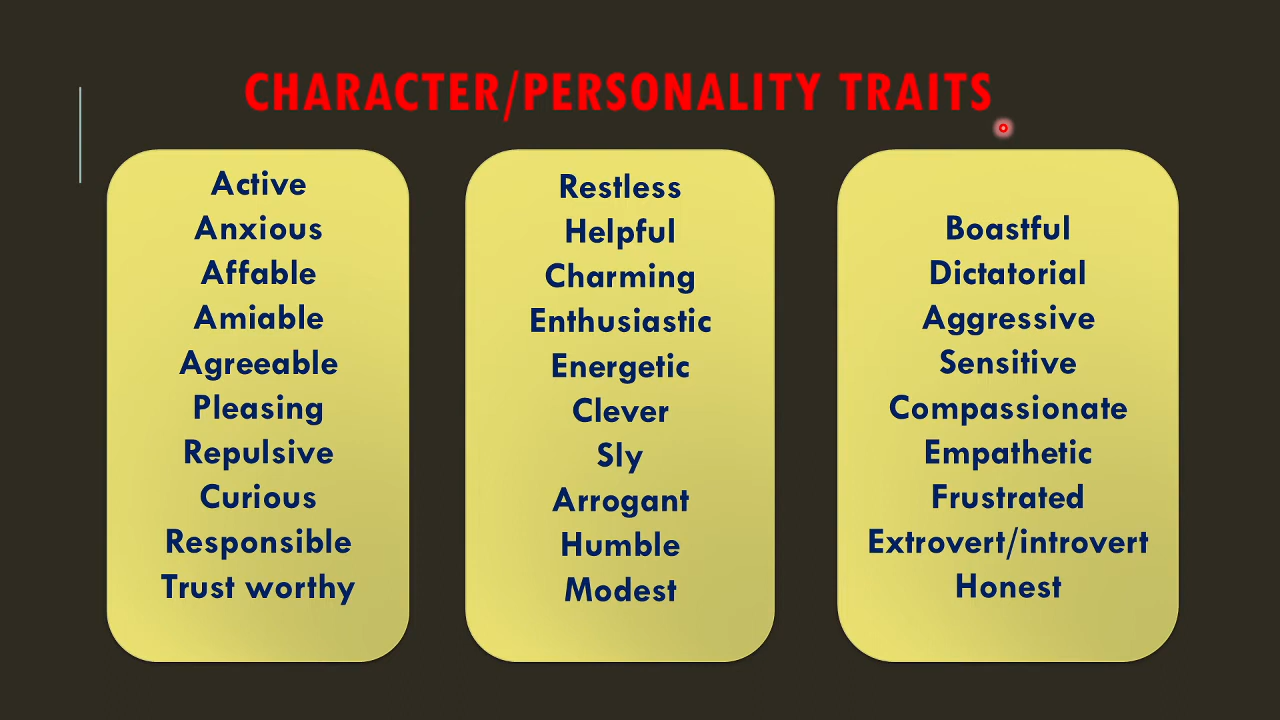 CHARACTER/PERSONALITY TRAITS
Active
Anxious
Affable
Amiable
Agreeable
Pleasing
Repulsive
Curious
Responsible
Trust worthy
Restless
Helpful
Charming
Enthusiastic
Energetic
Clever
Sly
Arrogant
Humble
Modest
Boastful
Dictatorial
Aggressive
Sensitive
Compassionate
Empathetic
Frustrated
Extrovert/introvert
Honest